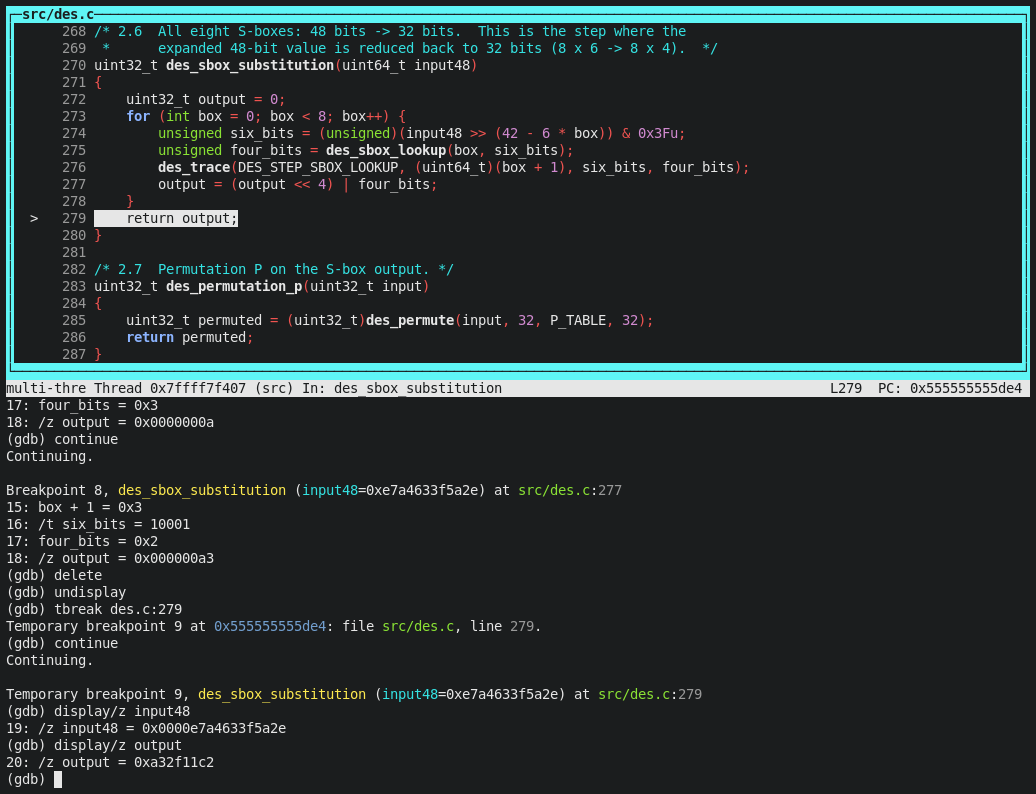 src/des.c
268 /* 2.6  All eight S-boxes: 48 bits -> 32 bits.  This is the step where the
269  *      expanded 48-bit value is reduced back to 32 bits (8 x 6 -> 8 x 4).  */
270 uint32_t des_sbox_substitution(uint64_t input48)
271 {
272     uint32_t output = 0;
273     for (int box = 0; box < 8; box++) {
274         unsigned six_bits = (unsigned)(input48 >> (42 - 6 * box)) & 0x3Fu;
275         unsigned four_bits = des_sbox_lookup(box, six_bits);
276         des_trace(DES_STEP_SBOX_LOOKUP, (uint64_t)(box + 1), six_bits, four_bits);
277         output = (output << 4) | four_bits;
278     }
> 279     return output;
280 }
281
282 /* 2.7  Permutation P on the S-box output. */
283 uint32_t des_permutation_p(uint32_t input)
284 {
285     uint32_t permuted = (uint32_t)des_permute(input, 32, P_TABLE, 32);
286     return permuted;
287 }
multi-thre Thread 0x7ffff7f407 (src) In: des_sbox_substitution L279 PC: 0x555555555de4
17: four_bits = 0x3
18: /z output = 0x0000000a
(gdb) continue
Continuing.
Breakpoint 8, des_sbox_substitution (input48=0xe7a4633f5a2e) at src/des.c:277
15: box + 1 = 0x3
16: /t six_bits = 10001
17: four_bits = 0x2
18: /z output = 0x000000a3
(gdb) delete
(gdb) undisplay
(gdb) tbreak des.c:279
Temporary breakpoint 9 at 0x555555555de4: file src/des.c, line 279.
(gdb) continue
Continuing.
Temporary breakpoint 9, des_sbox_substitution (input48=0xe7a4633f5a2e) at src/des.c:279
(gdb) display/z input48
19: /z input48 = 0x0000e7a4633f5a2e
(gdb) display/z output
20: /z output = 0xa32f11c2
(gdb)